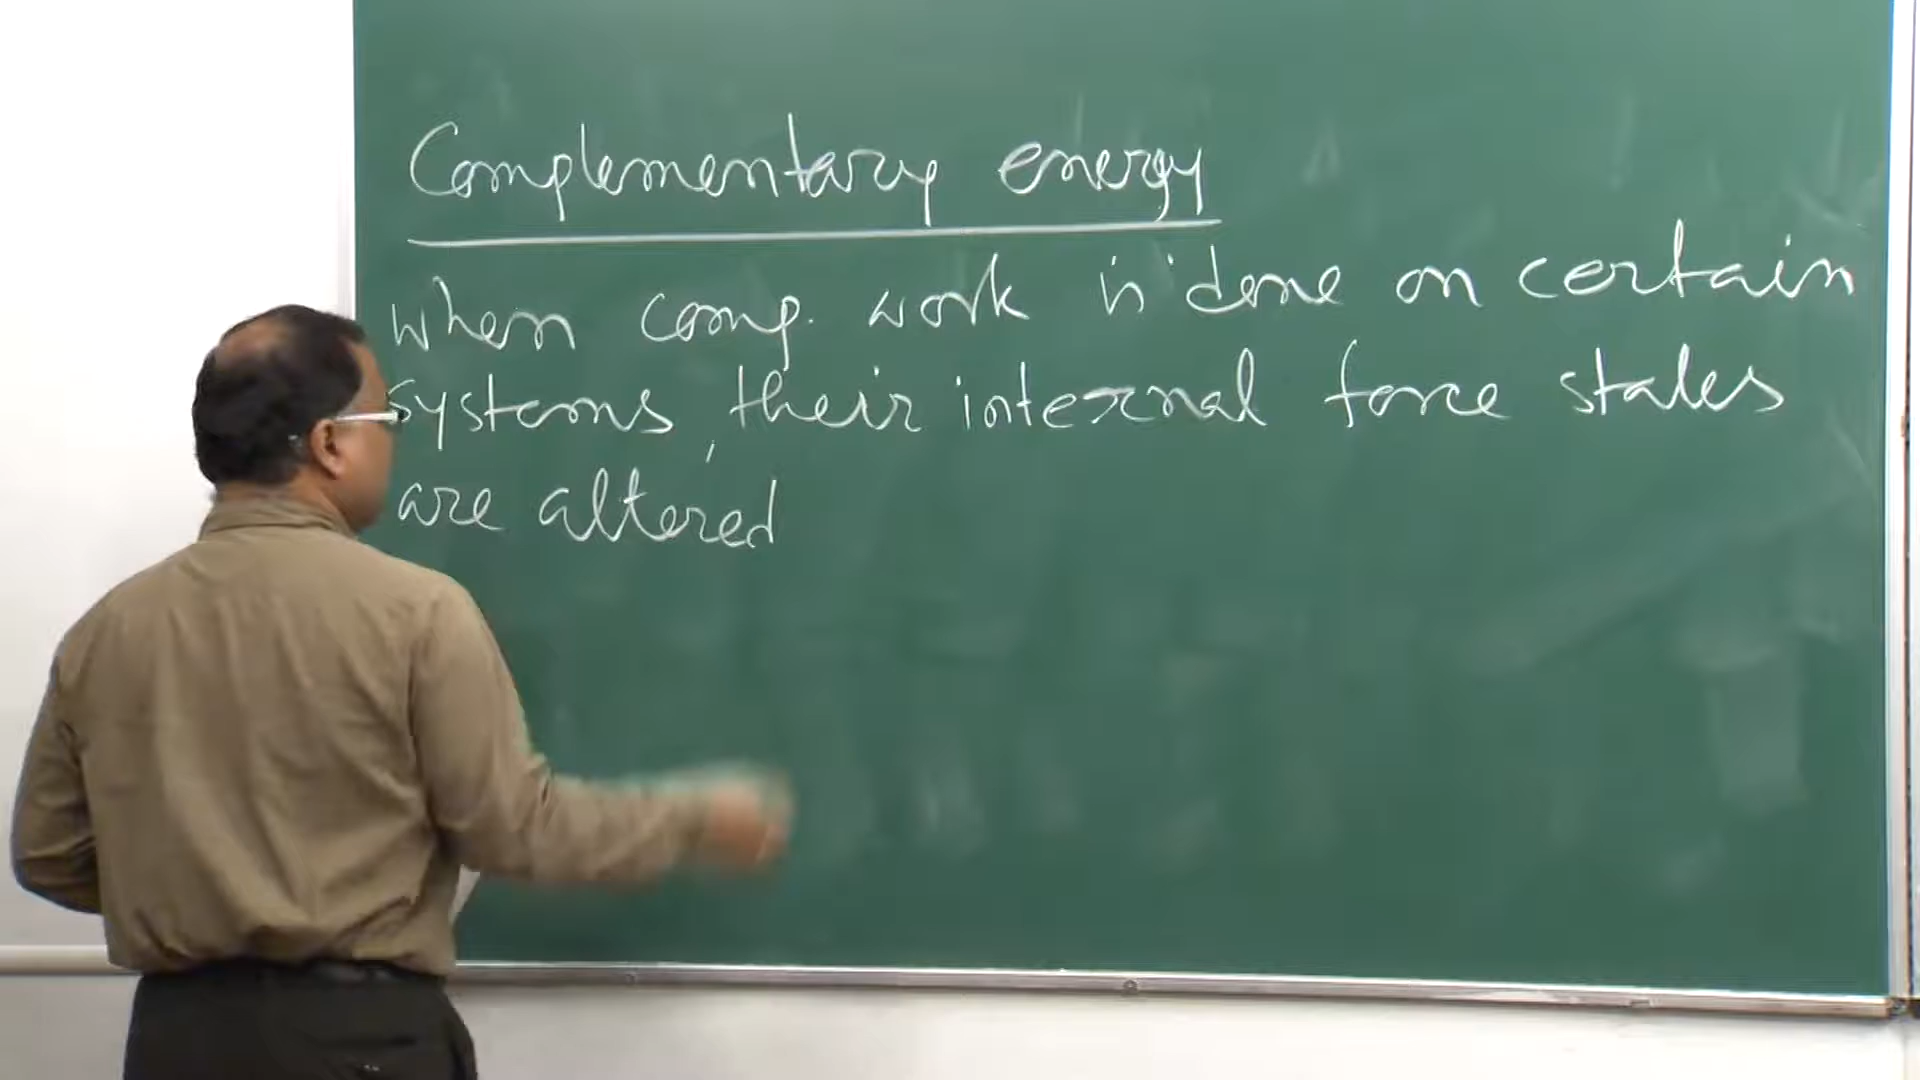 Complementary energy
When comp. work is done on certain
systems, their internal force states
are altered